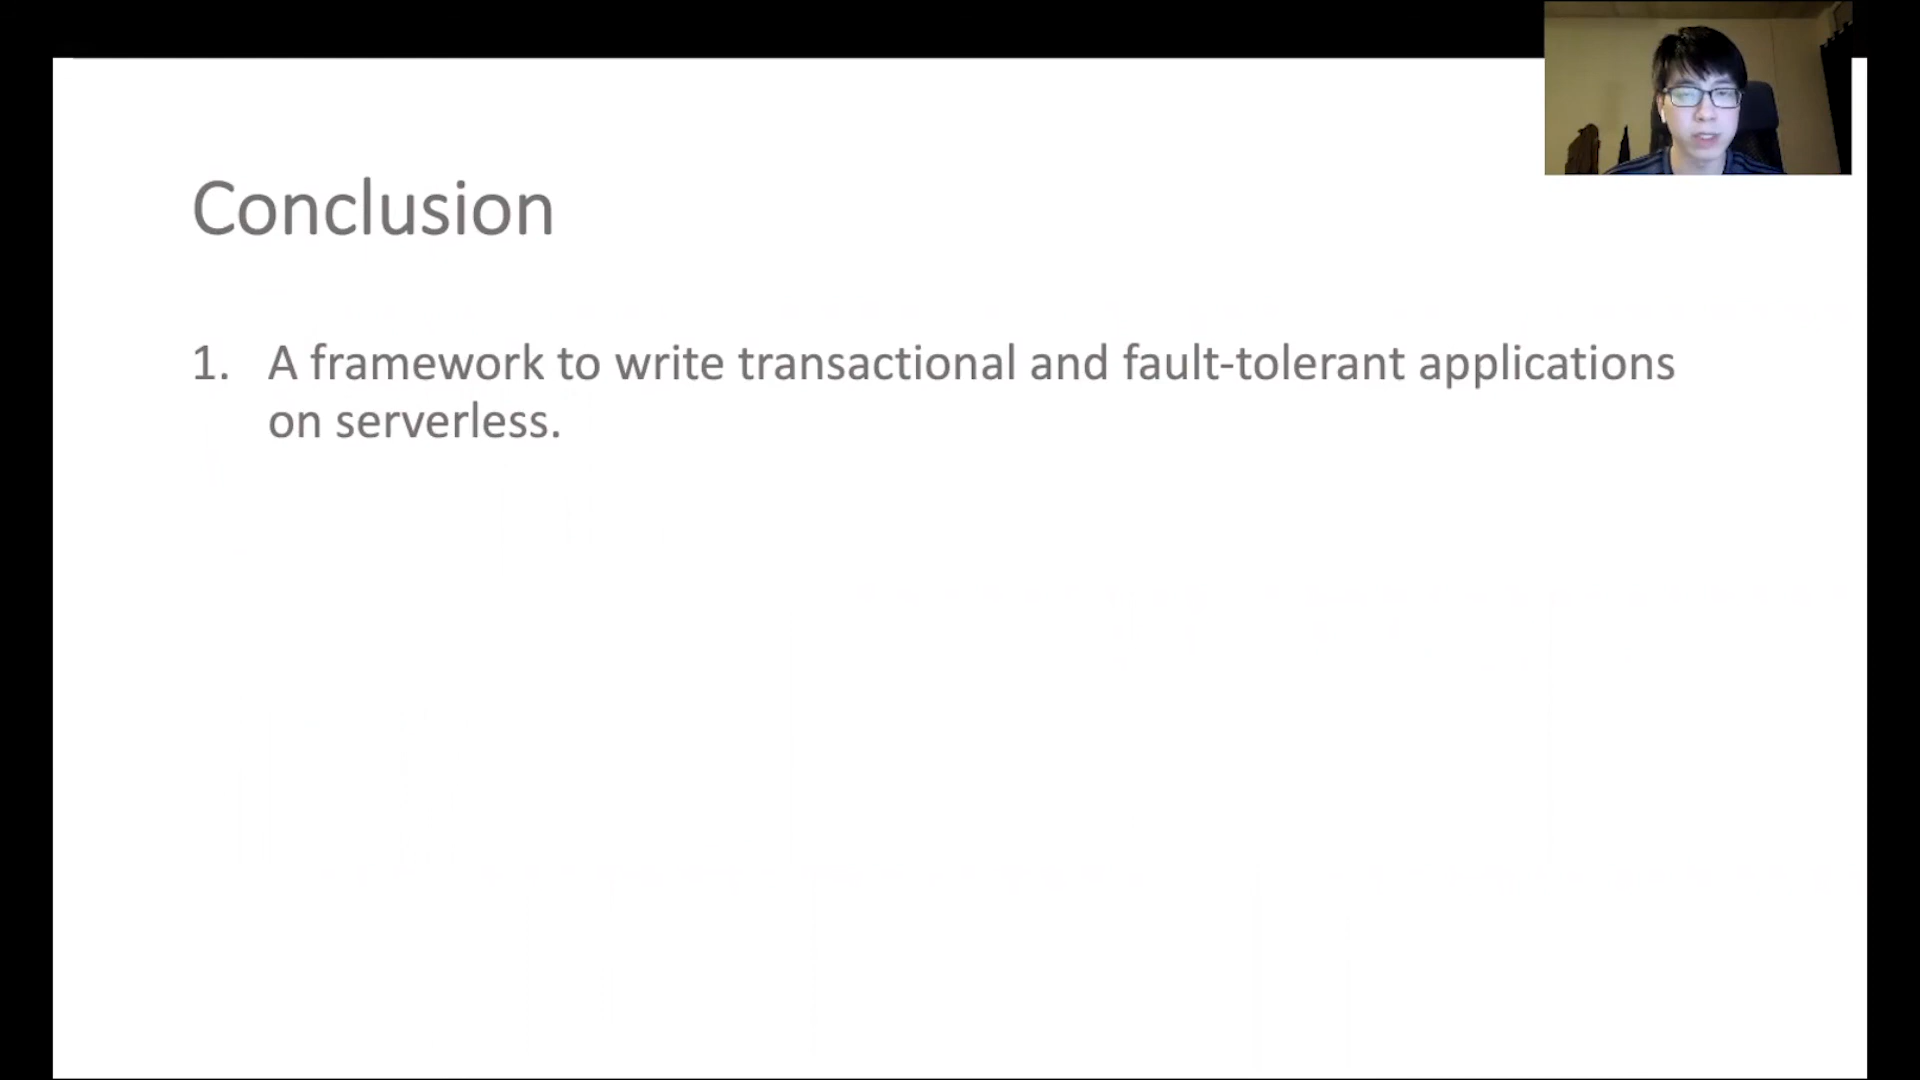 Conclusion
1. A framework to write transactional and fault-tolerant applications
on serverless.